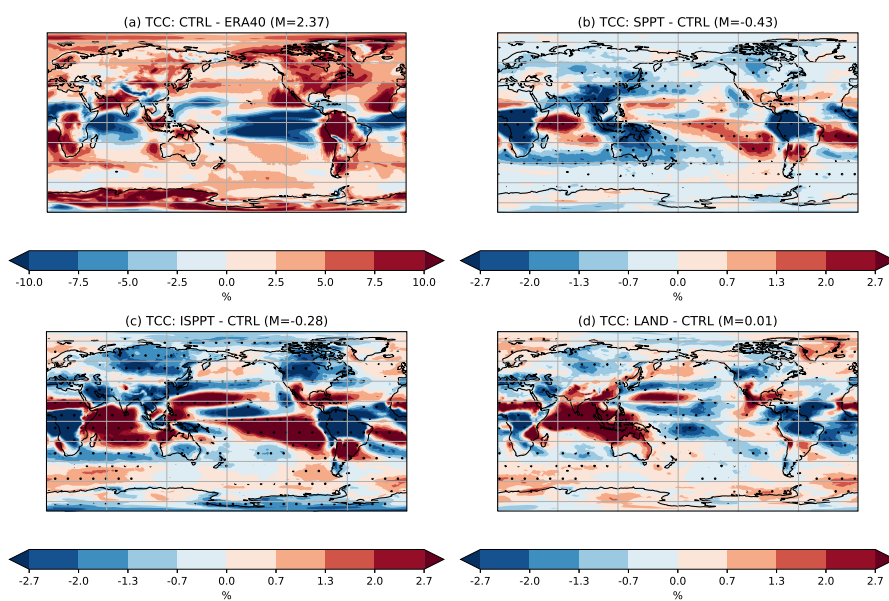 (a) TCC: CTRL - ERA40 (M=2.37)
(b) TCC: SPPT - CTRL (M=-0.43)
-10.0 -7.5 -5.0 -2.5 0.0 2.5 5.0 7.5 10.0
%
-2.7 -2.0 -1.3 -0.7 0.0 0.7 1.3 2.0 2.7
%
(c) TCC: ISPPT - CTRL (M=-0.28)
(d) TCC: LAND - CTRL (M=0.01)
-2.7 -2.0 -1.3 -0.7 0.0 0.7 1.3 2.0 2.7
%
-2.7 -2.0 -1.3 -0.7 0.0 0.7 1.3 2.0 2.7
%